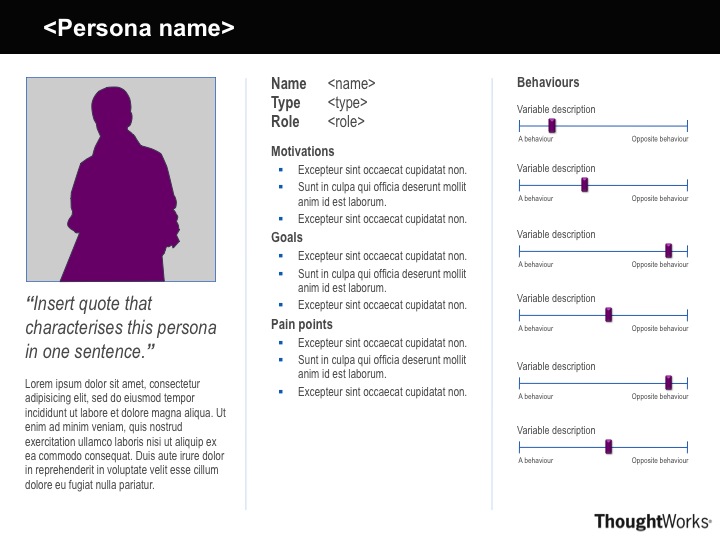 <Persona name>
“Insert quote that
characterises this persona
in one sentence.”
Lorem ipsum dolor sit amet, consectetur
adipisicing elit, sed do eiusmod tempor
incididunt ut labore et dolore magna aliqua. Ut
enim ad minim veniam, quis nostrud
exercitation ullamco laboris nisi ut aliquip ex
ea commodo consequat. Duis aute irure dolor
in reprehenderit in voluptate velit esse cillum
dolore eu fugiat nulla pariatur.
Name <name>
Type <type>
Role <role>
Motivations
▪ Excepteur sint occaecat cupidatat non.
▪ Sunt in culpa qui officia deserunt mollit
anim id est laborum.
▪ Excepteur sint occaecat cupidatat non.
Goals
▪ Excepteur sint occaecat cupidatat non.
▪ Sunt in culpa qui officia deserunt mollit
anim id est laborum.
▪ Excepteur sint occaecat cupidatat non.
Pain points
▪ Excepteur sint occaecat cupidatat non.
▪ Sunt in culpa qui officia deserunt mollit
anim id est laborum.
▪ Excepteur sint occaecat cupidatat non.
Behaviours
Variable description
A behaviour Opposite behaviour
Variable description
A behaviour Opposite behaviour
Variable description
A behaviour Opposite behaviour
Variable description
A behaviour Opposite behaviour
Variable description
A behaviour Opposite behaviour
Variable description
A behaviour Opposite behaviour
ThoughtWorks®